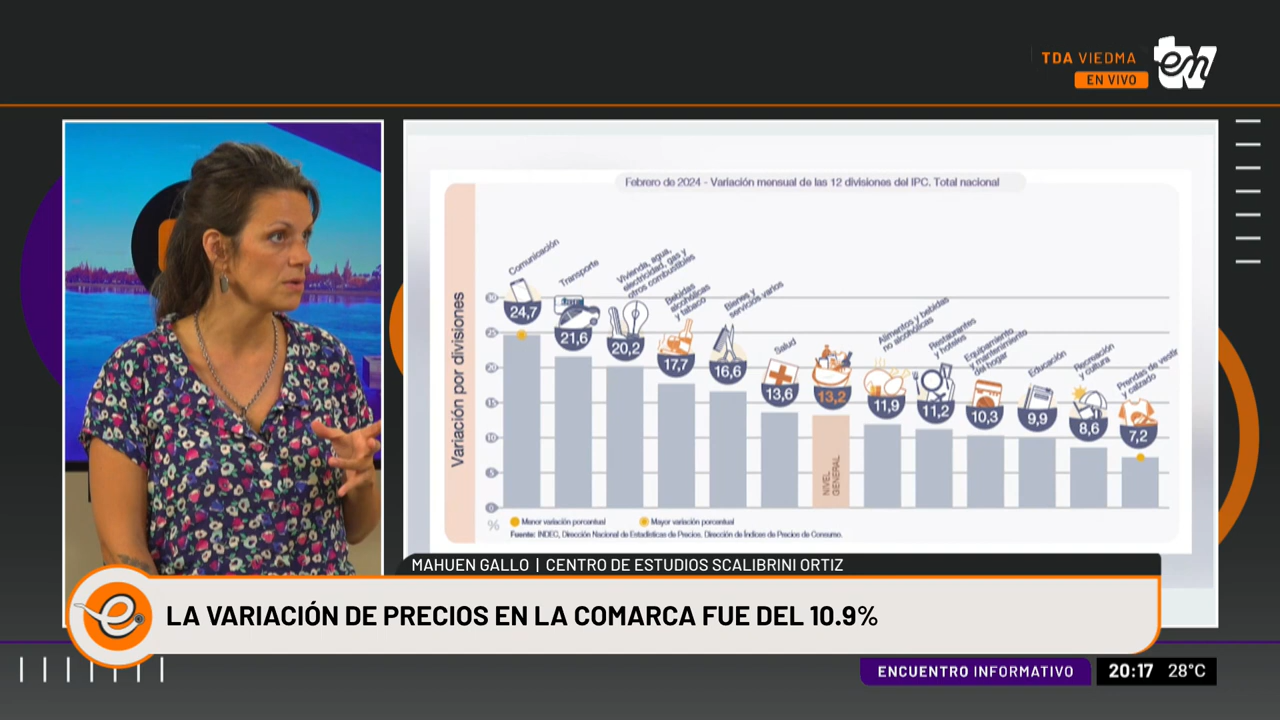 TDA VIEDMA
EN VIVO
tv
em
Febrero de 2024 - Variación mensual de las 12 divisiones del IPC. Total nacional
Variación por divisiones
Comunicación
Transporte
Vivienda, agua,
electricidad, gas y
otros combustibles
Bebidas
alcohólicas
y tabaco
Bienes y
servicios varios
Salud
Alimentos y bebidas
no alcohólicas
Restaurantes
y hoteles
Equipamiento
y mantenimiento
del hogar
Educación
Recreación
y cultura
Prendas de vestir
y calzado
24,7
21,6
20,2
17,7
16,6
13,6
13,2
11,9
11,2
10,3
9,9
8,6
7,2
30
25
20
15
10
5
0
%
NIVEL
GENERAL
Menor variación porcentual
Mayor variación porcentual
Fuente: INDEC, Dirección Nacional de Estadísticas de Precios. Dirección de Índices de Precios de Consumo.
MAHUEN GALLO | CENTRO DE ESTUDIOS SCALIBRINI ORTIZ
e
LA VARIACIÓN DE PRECIOS EN LA COMARCA FUE DEL 10.9%
ENCUENTRO INFORMATIVO
20:17 28°C